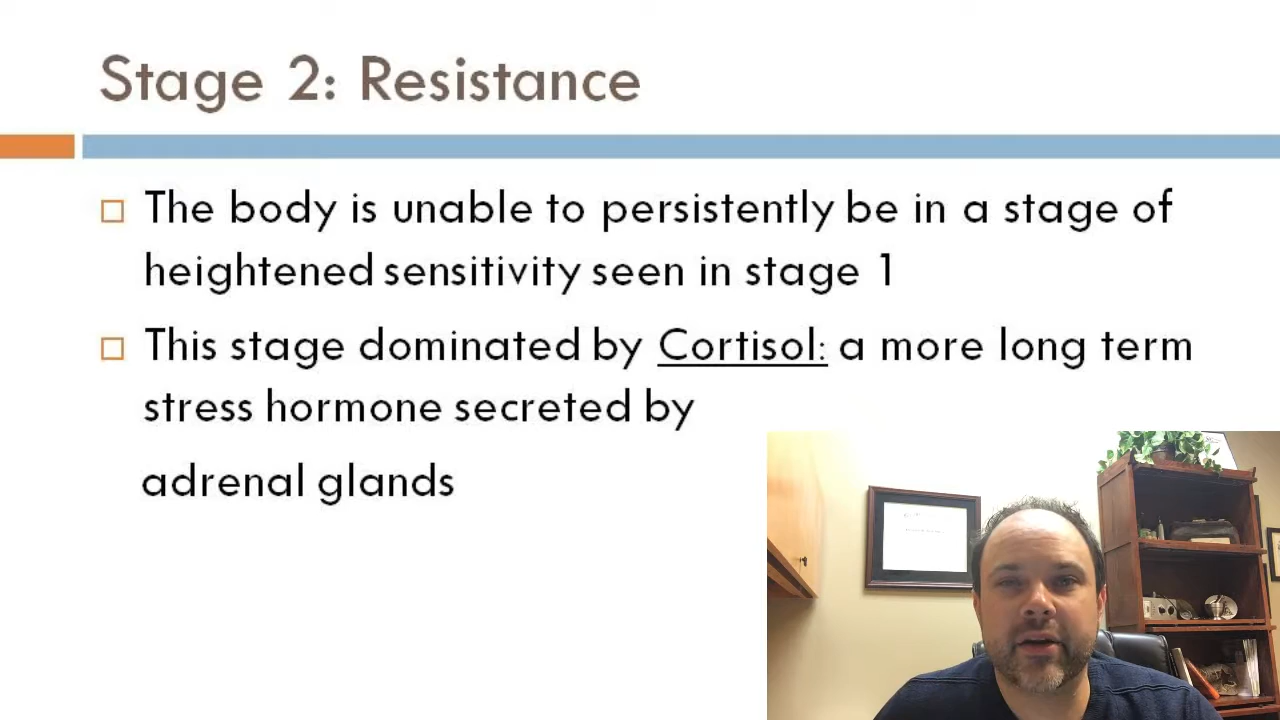 Stage 2: Resistance
The body is unable to persistently be in a stage of
heightened sensitivity seen in stage 1
This stage dominated by Cortisol: a more long term
stress hormone secreted by
adrenal glands